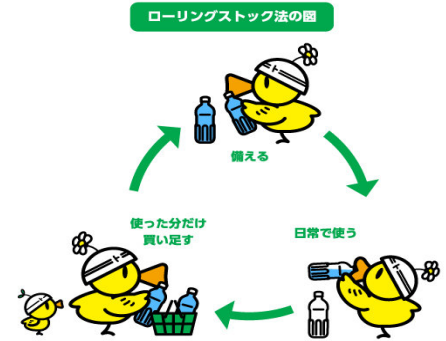 ローリングストック法の図
備える
日常で使う
使った分だけ
買い足す